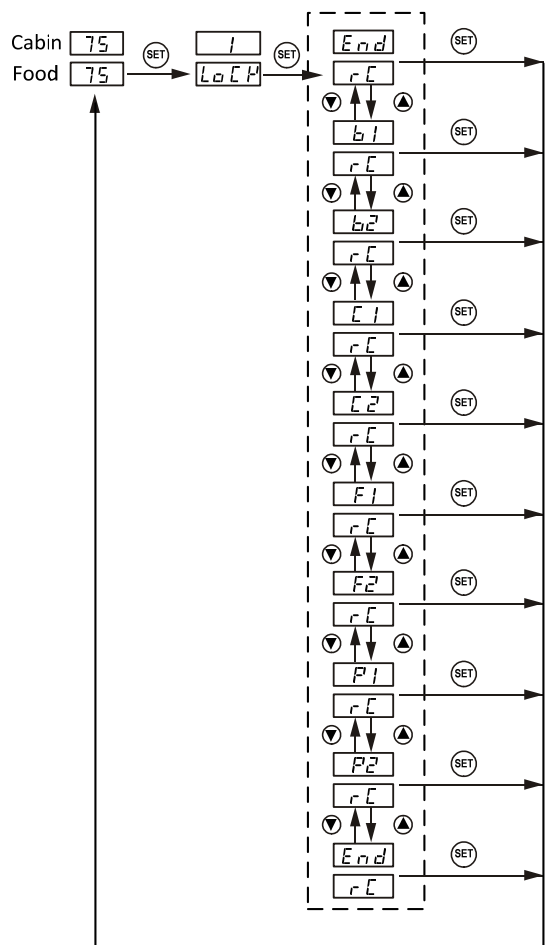 Cabin 75 SET 1 SET End SET
Food 75 LoCK rC
b1 SET
rC
b2 SET
rC
C1 SET
rC
C2 SET
rC
F1 SET
rC
F2 SET
rC
P1 SET
rC
P2 SET
rC
End SET
rC